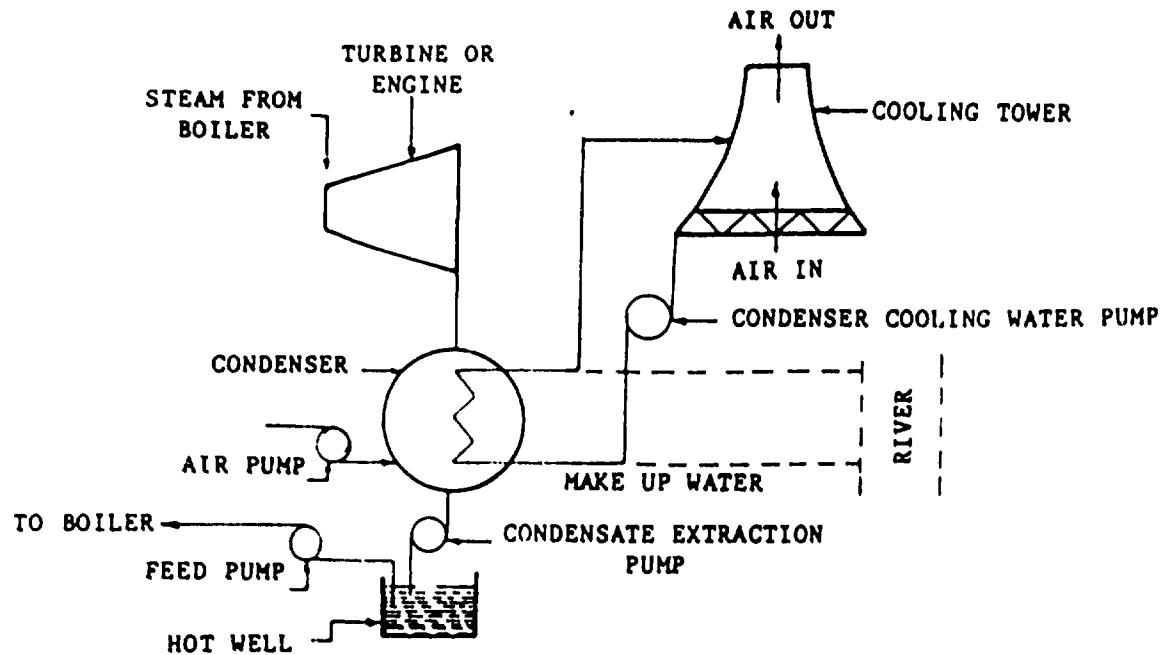 AIR OUT
TURBINE OR
ENGINE
STEAM FROM
BOILER
COOLING TOWER
AIR IN
CONDENSER COOLING WATER PUMP
CONDENSER
RIVER
AIR PUMP
MAKE UP WATER
TO BOILER
CONDENSATE EXTRACTION
PUMP
FEED PUMP
HOT WELL